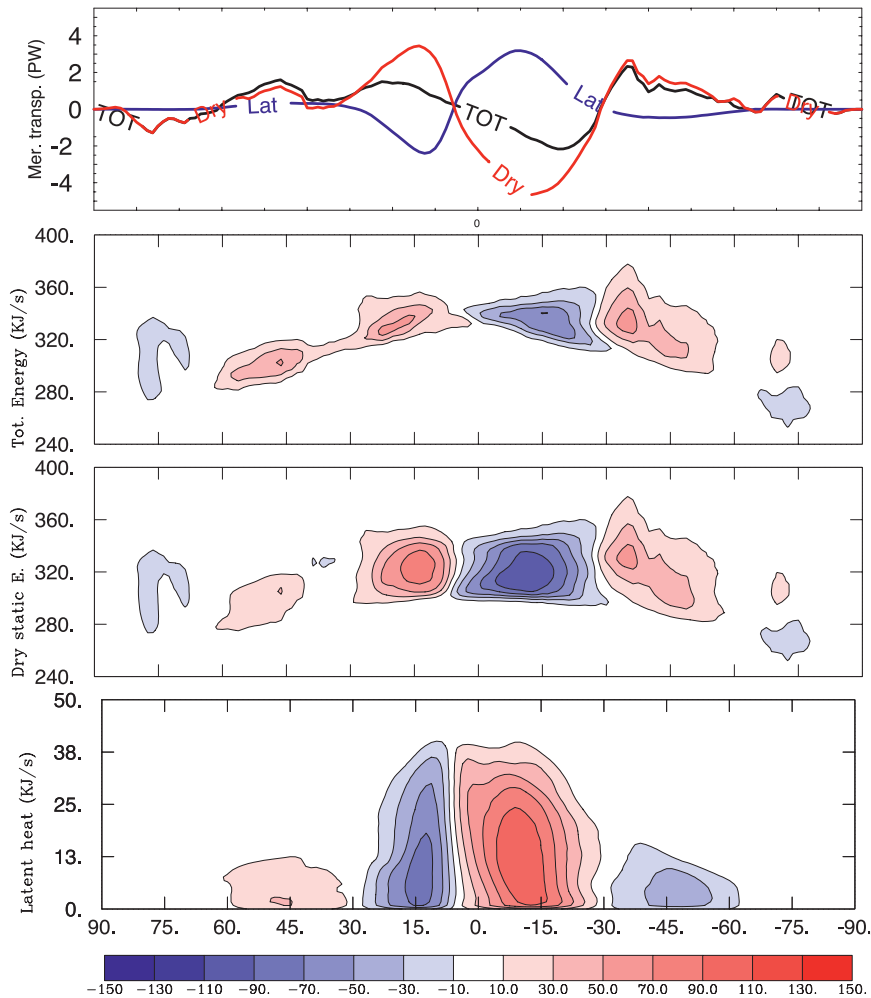 Mer. transp. (PW)
4
2
0
-2
-4
TOT
Dry
Lat
TOT
Dry
Lat
TOT
Dry
0
Tot. Energy (KJ/s)
400.
360.
320.
280.
240.
Dry static E. (KJ/s)
400.
360.
320.
280.
240.
Latent heat (KJ/s)
50.
38.
25.
13.
0.
90. 75. 60. 45. 30. 15. 0. -15. -30. -45. -60. -75. -90.
-150 -130 -110 -90. -70. -50. -30. -10. 10.0 30.0 50.0 70.0 90.0 110. 130. 150.